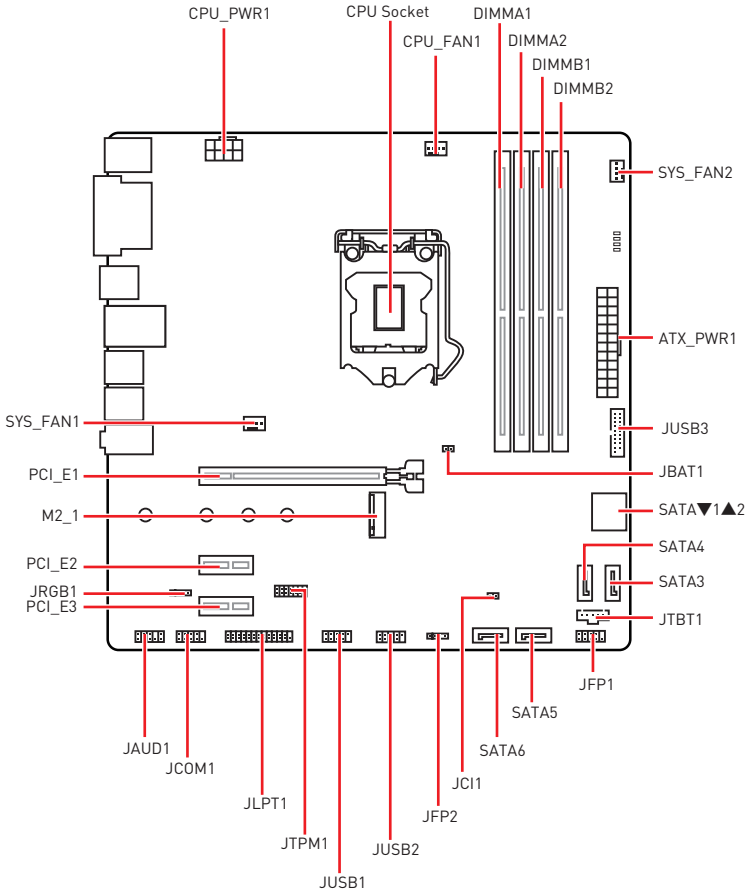 CPU_PWR1
CPU Socket
DIMMA1
CPU_FAN1
DIMMA2
DIMMB1
DIMMB2
SYS_FAN2
ATX_PWR1
SYS_FAN1
JUSB3
PCI_E1
JBAT1
M2_1
SATA▼1▲2
SATA4
PCI_E2
SATA3
JRGB1
PCI_E3
JTBT1
JFP1
SATA5
JAUD1
SATA6
JCOM1
JCI1
JLPT1
JFP2
JTPM1
JUSB2
JUSB1